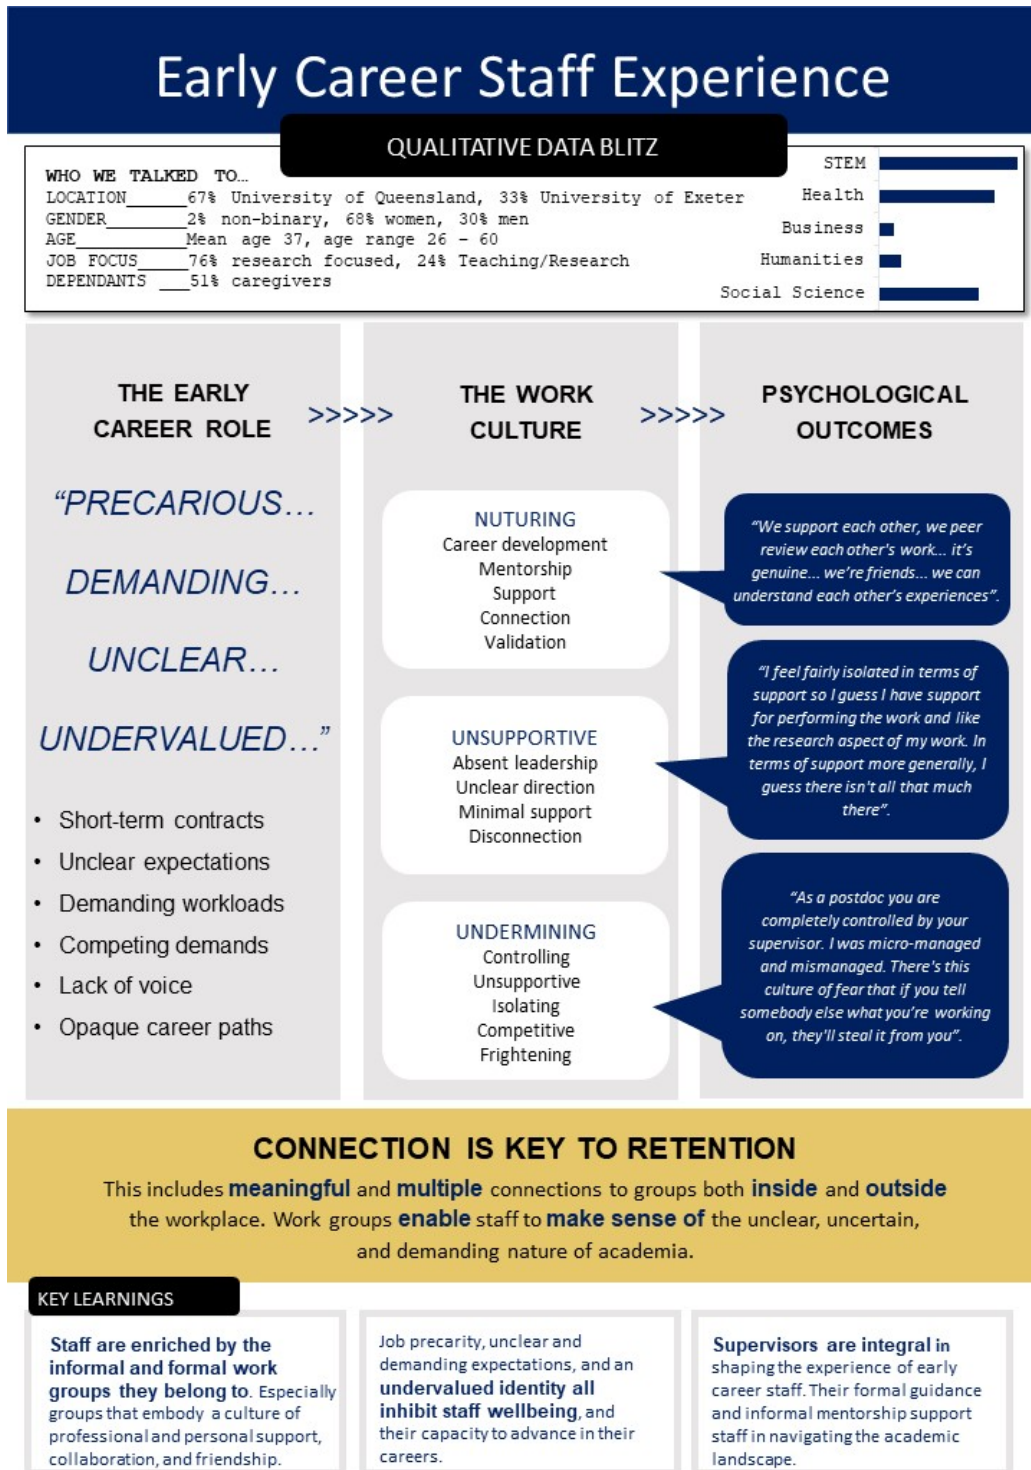 Early Career Staff Experience
QUALITATIVE DATA BLITZ
WHO WE TALKED TO…
LOCATION______67% University of Queensland, 33% University of Exeter
GENDER________2% non-binary, 68% women, 30% men
AGE___________Mean age 37, age range 26 – 60
JOB FOCUS_____76% research focused, 24% Teaching/Research
DEPENDANTS ___51% caregivers
STEM
Health
Business
Humanities
Social Science
THE EARLY
CAREER ROLE
>>>>>
THE WORK
CULTURE
>>>>>
PSYCHOLOGICAL
OUTCOMES
“PRECARIOUS…
DEMANDING…
UNCLEAR…
UNDERVALUED…”
• Short-term contracts
• Unclear expectations
• Demanding workloads
• Competing demands
• Lack of voice
• Opaque career paths
NUTURING
Career development
Mentorship
Support
Connection
Validation
UNSUPPORTIVE
Absent leadership
Unclear direction
Minimal support
Disconnection
UNDERMINING
Controlling
Unsupportive
Isolating
Competitive
Frightening
“We support each other, we peer
review each other's work... it’s
genuine... we’re friends... we can
understand each other’s experiences”.
“I feel fairly isolated in terms of
support so I guess I have support
for performing the work and like
the research aspect of my work. In
terms of support more generally, I
guess there isn't all that much
there”.
“As a postdoc you are
completely controlled by your
supervisor. I was micro-managed
and mismanaged. There's this
culture of fear that if you tell
somebody else what you’re working
on, they'll steal it from you”.
CONNECTION IS KEY TO RETENTION
This includes meaningful and multiple connections to groups both inside and outside
the workplace. Work groups enable staff to make sense of the unclear, uncertain,
and demanding nature of academia.
KEY LEARNINGS
Staff are enriched by the
informal and formal work
groups they belong to. Especially
groups that embody a culture of
professional and personal support,
collaboration, and friendship.
Job precarity, unclear and
demanding expectations, and an
undervalued identity all
inhibit staff wellbeing, and
their capacity to advance in their
careers.
Supervisors are integral in
shaping the experience of early
career staff. Their formal guidance
and informal mentorship support
staff in navigating the academic
landscape.